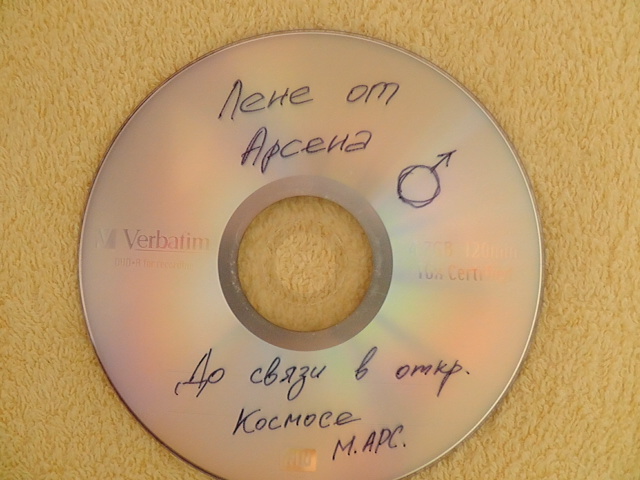 Лене от
Арсена
Verbatim
До связи в откр.
Космосе
М.АРС.